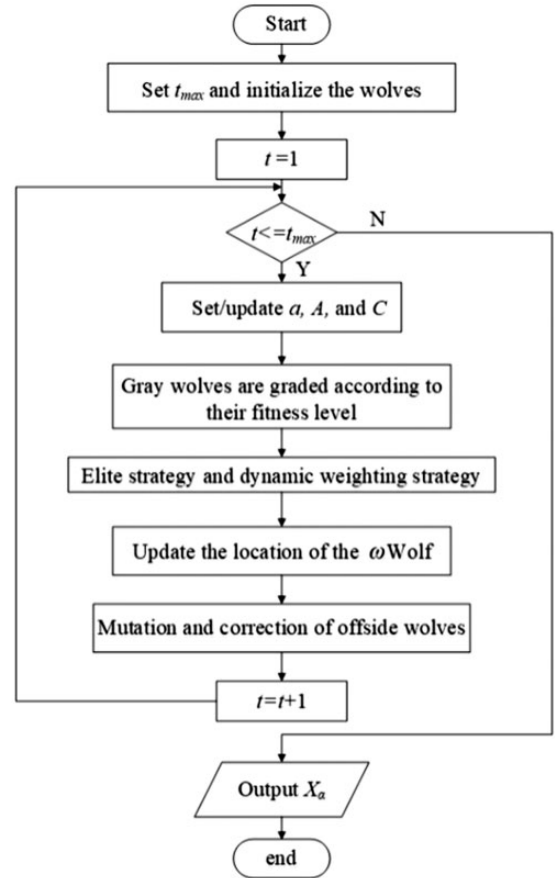 Start
Set tmax and initialize the wolves
t =1
t<=tmax
N
Y
Set/update a, A, and C
Gray wolves are graded according to
their fitness level
Elite strategy and dynamic weighting strategy
Update the location of the ωWolf
Mutation and correction of offside wolves
t=t+1
Output Xα
end